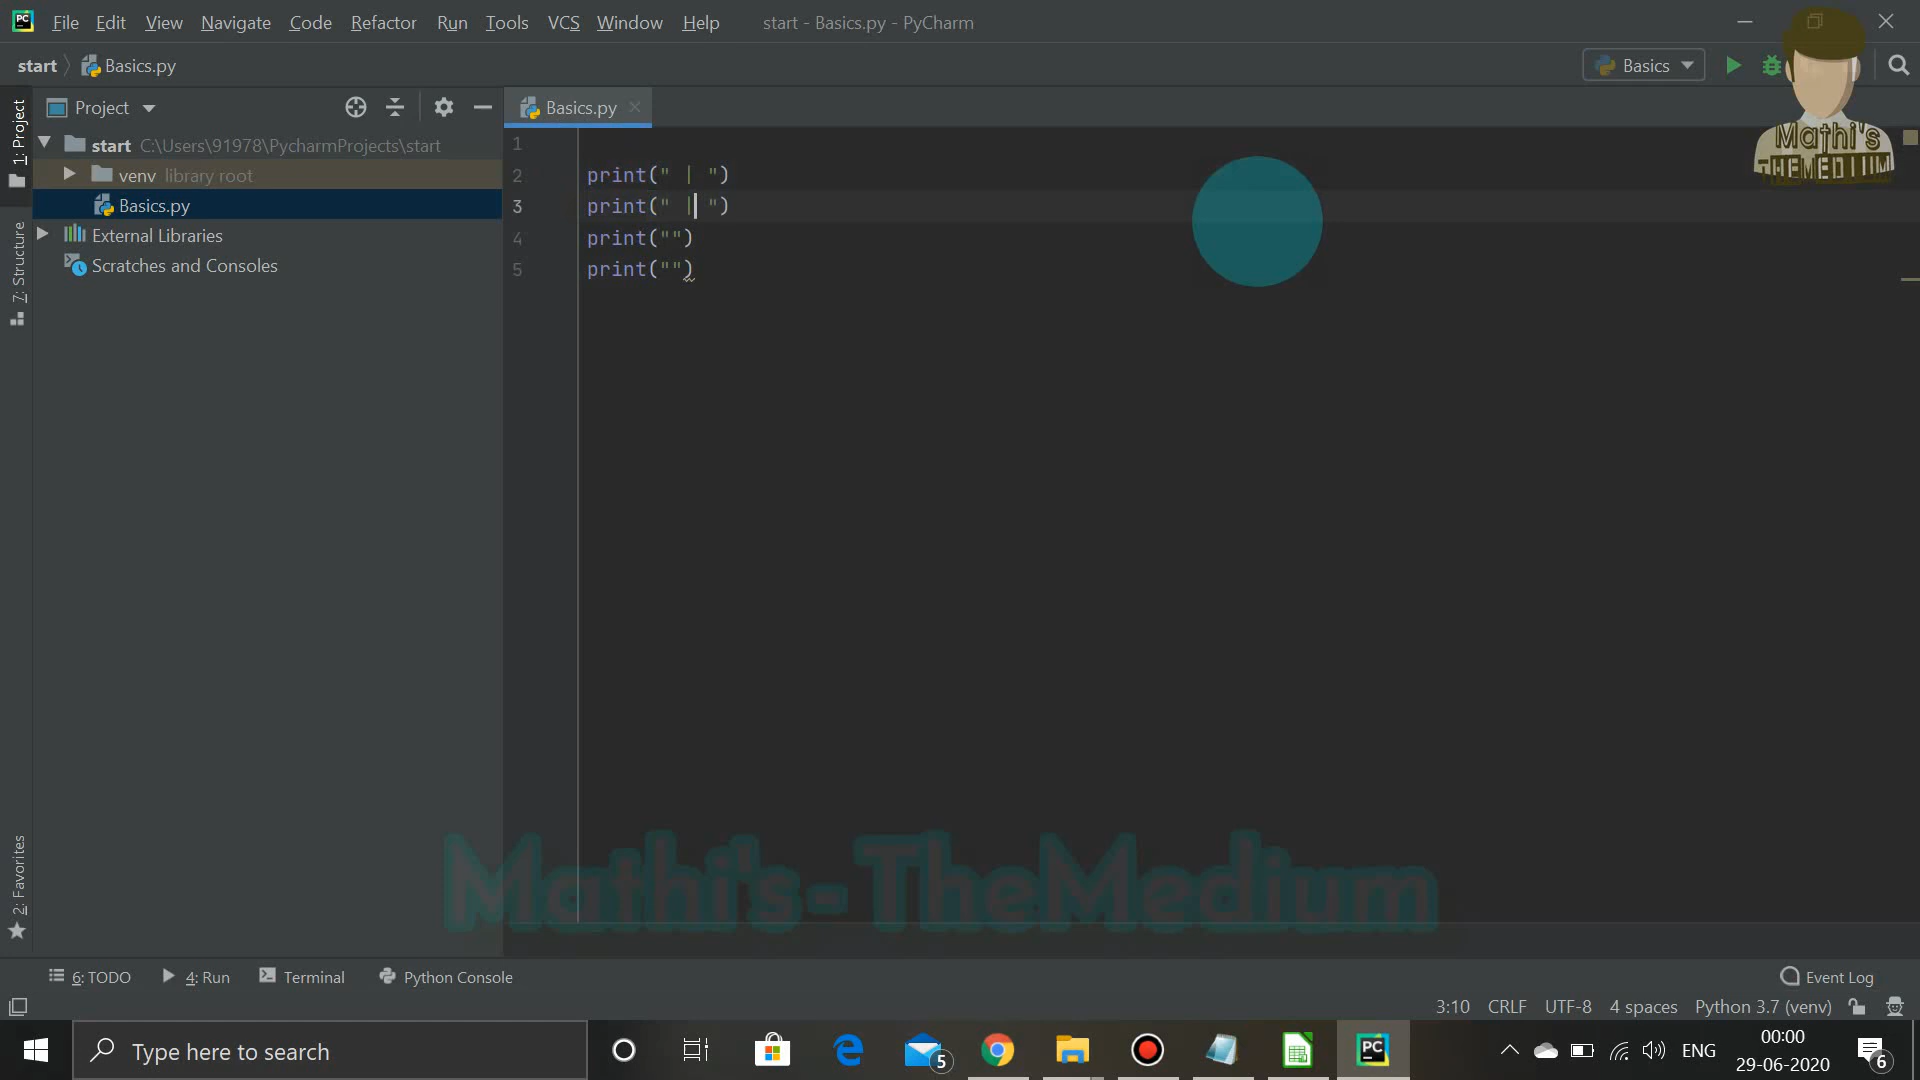 File Edit View Navigate Code Refactor Run Tools VCS Window Help start - Basics.py - PyCharm
start Basics.py Basics
Mathi's
THEMEDIUM
1: Project
Project
Basics.py
start C:\Users\91978\PycharmProjects\start
venv library root
Basics.py
External Libraries
Scratches and Consoles
7: Structure
2: Favorites
1
2 print(" | ")
3 print(" | ")
4 print("")
5 print("")
Mathi's-TheMedium
6: TODO 4: Run Terminal Python Console Event Log
3:10 CRLF UTF-8 4 spaces Python 3.7 (venv)
Type here to search
5
PC
ENG
00:00
29-06-2020
6